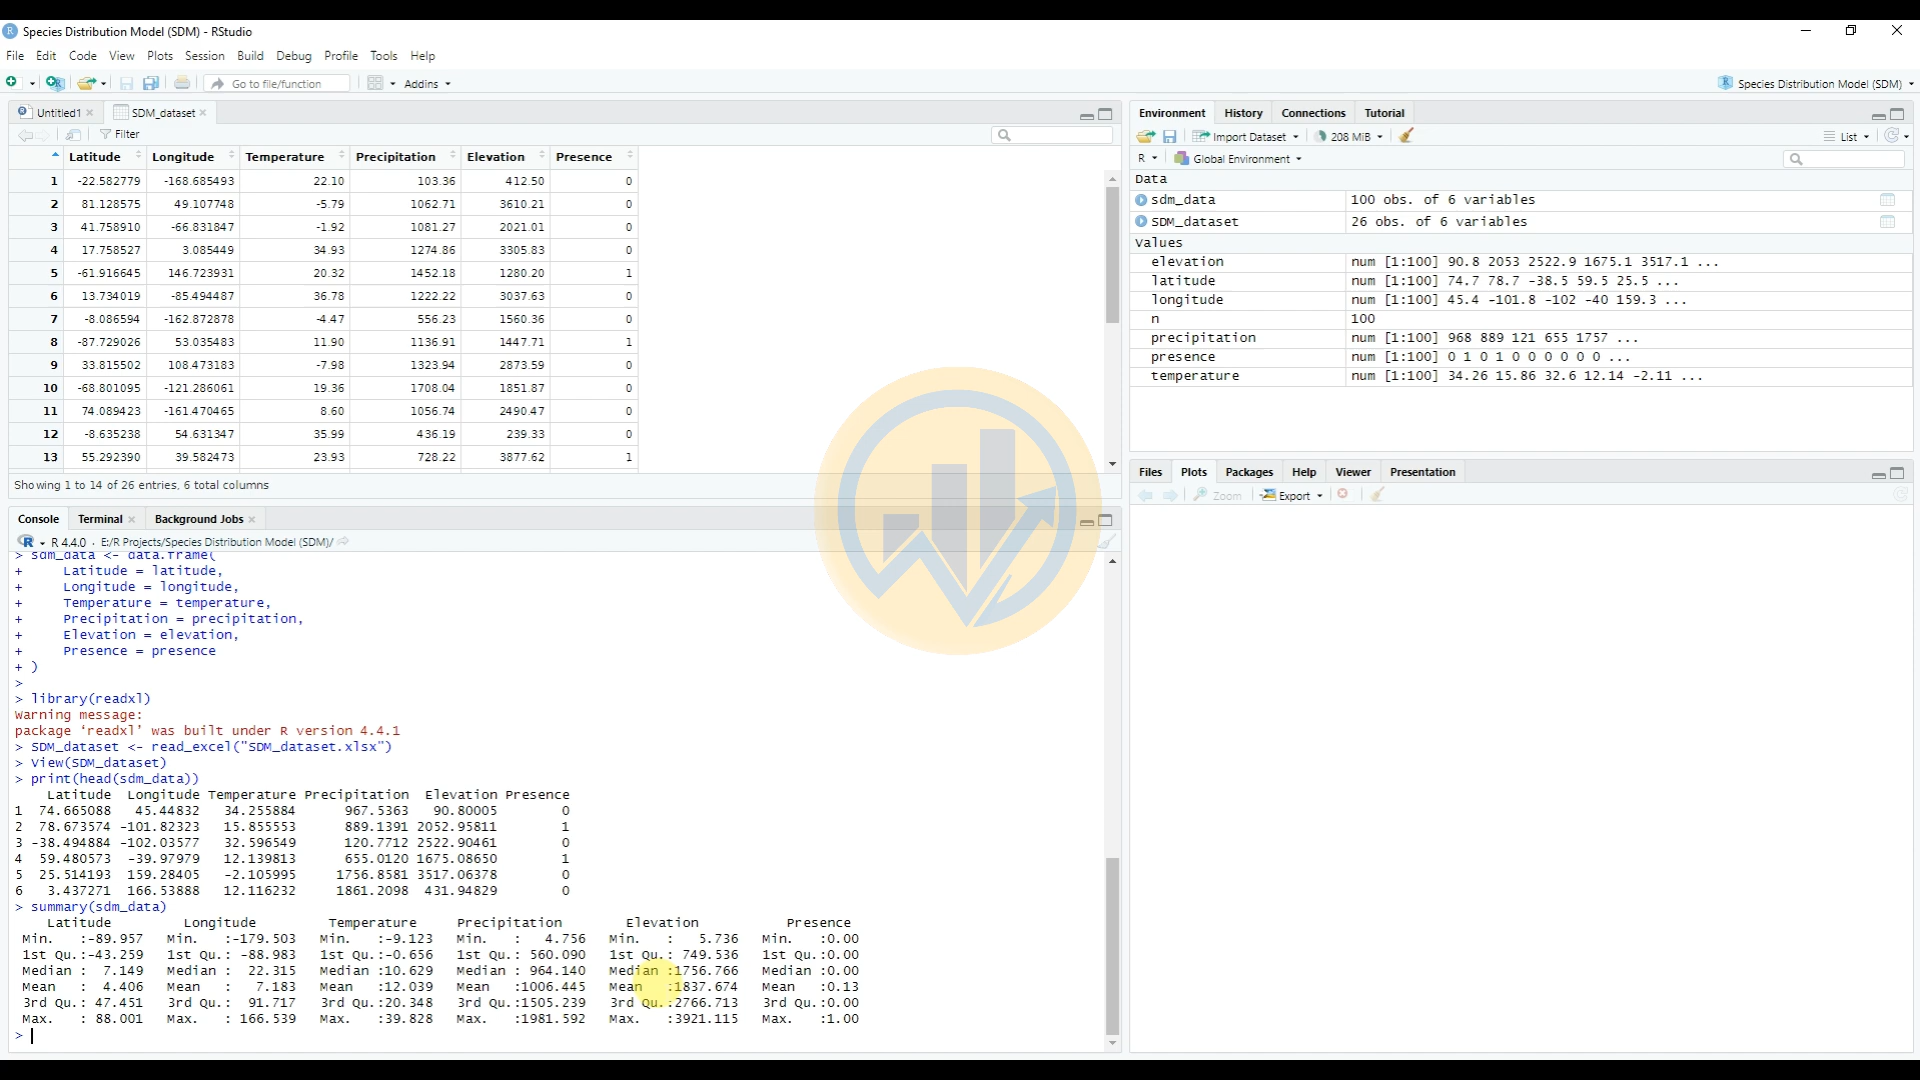 Species Distribution Model (SDM) - RStudio
File Edit Code View Plots Session Build Debug Profile Tools Help
Go to file/function Addins Species Distribution Model (SDM)
Untitled1 SDM_dataset
Filter
Latitude Longitude Temperature Precipitation Elevation Presence
1 -22.582779 -168.685493 22.10 103.36 412.50 0
2 81.128575 49.107748 -5.79 1062.71 3610.21 0
3 41.758910 -66.831847 -1.92 1081.27 2021.01 0
4 17.758527 3.085449 34.93 1274.86 3305.83 0
5 -61.916645 146.723931 20.32 1452.18 1280.20 1
6 13.734019 -85.494487 36.78 1222.22 3037.63 0
7 -8.086594 -162.872878 -4.47 556.23 1560.36 0
8 -87.729026 53.035483 11.90 1136.91 1447.71 1
9 33.815502 108.473183 -7.98 1323.94 2873.59 0
10 -68.801095 -121.286061 19.36 1708.04 1851.87 0
11 74.089423 -161.470465 8.60 1056.74 2490.47 0
12 -8.635238 54.631347 35.99 436.19 239.33 0
13 55.292390 39.582473 23.93 728.22 3877.62 1
Showing 1 to 14 of 26 entries, 6 total columns
Console Terminal Background Jobs
R 4.4.0 · E:/R Projects/Species Distribution Model (SDM)/
> sdm_data <- data.frame(
+ Latitude = latitude,
+ Longitude = longitude,
+ Temperature = temperature,
+ Precipitation = precipitation,
+ Elevation = elevation,
+ Presence = presence
+ )
>
> library(readxl)
Warning message:
package ‘readxl’ was built under R version 4.4.1
> SDM_dataset <- read_excel("SDM_dataset.xlsx")
> View(SDM_dataset)
> print(head(sdm_data))
Latitude Longitude Temperature Precipitation Elevation Presence
1 74.665088 45.44832 34.255884 967.5363 90.80005 0
2 78.673574 -101.82323 15.855553 889.1391 2052.95811 1
3 -38.494884 -102.03577 32.596549 120.7712 2522.90461 0
4 59.480573 -39.97979 12.139813 655.0120 1675.08650 1
5 25.514193 159.28405 -2.105995 1756.8581 3517.06378 0
6 3.437271 166.53888 12.116232 1861.2098 431.94829 0
> summary(sdm_data)
Latitude Longitude Temperature Precipitation Elevation Presence
Min. :-89.957 Min. :-179.503 Min. :-9.123 Min. : 4.756 Min. : 5.736 Min. :0.00
1st Qu.:-43.259 1st Qu.: -88.983 1st Qu.:-0.656 1st Qu.: 560.090 1st Qu.: 749.536 1st Qu.:0.00
Median : 7.149 Median : 22.315 Median :10.629 Median : 964.140 Median :1756.766 Median :0.00
Mean : 4.406 Mean : 7.183 Mean :12.039 Mean :1006.445 Mean :1837.674 Mean :0.13
3rd Qu.: 47.451 3rd Qu.: 91.717 3rd Qu.:20.348 3rd Qu.:1505.239 3rd Qu.:2766.713 3rd Qu.:0.00
Max. : 88.001 Max. : 166.539 Max. :39.828 Max. :1981.592 Max. :3921.115 Max. :1.00
>
Environment History Connections Tutorial
Import Dataset 208 MiB List
R Global Environment
Data
sdm_data 100 obs. of 6 variables
SDM_dataset 26 obs. of 6 variables
Values
elevation num [1:100] 90.8 2053 2522.9 1675.1 3517.1 ...
latitude num [1:100] 74.7 78.7 -38.5 59.5 25.5 ...
longitude num [1:100] 45.4 -101.8 -102 -40 159.3 ...
n 100
precipitation num [1:100] 968 889 121 655 1757 ...
presence num [1:100] 0 1 0 1 0 0 0 0 0 0 ...
temperature num [1:100] 34.26 15.86 32.6 12.14 -2.11 ...
Files Plots Packages Help Viewer Presentation
Zoom Export